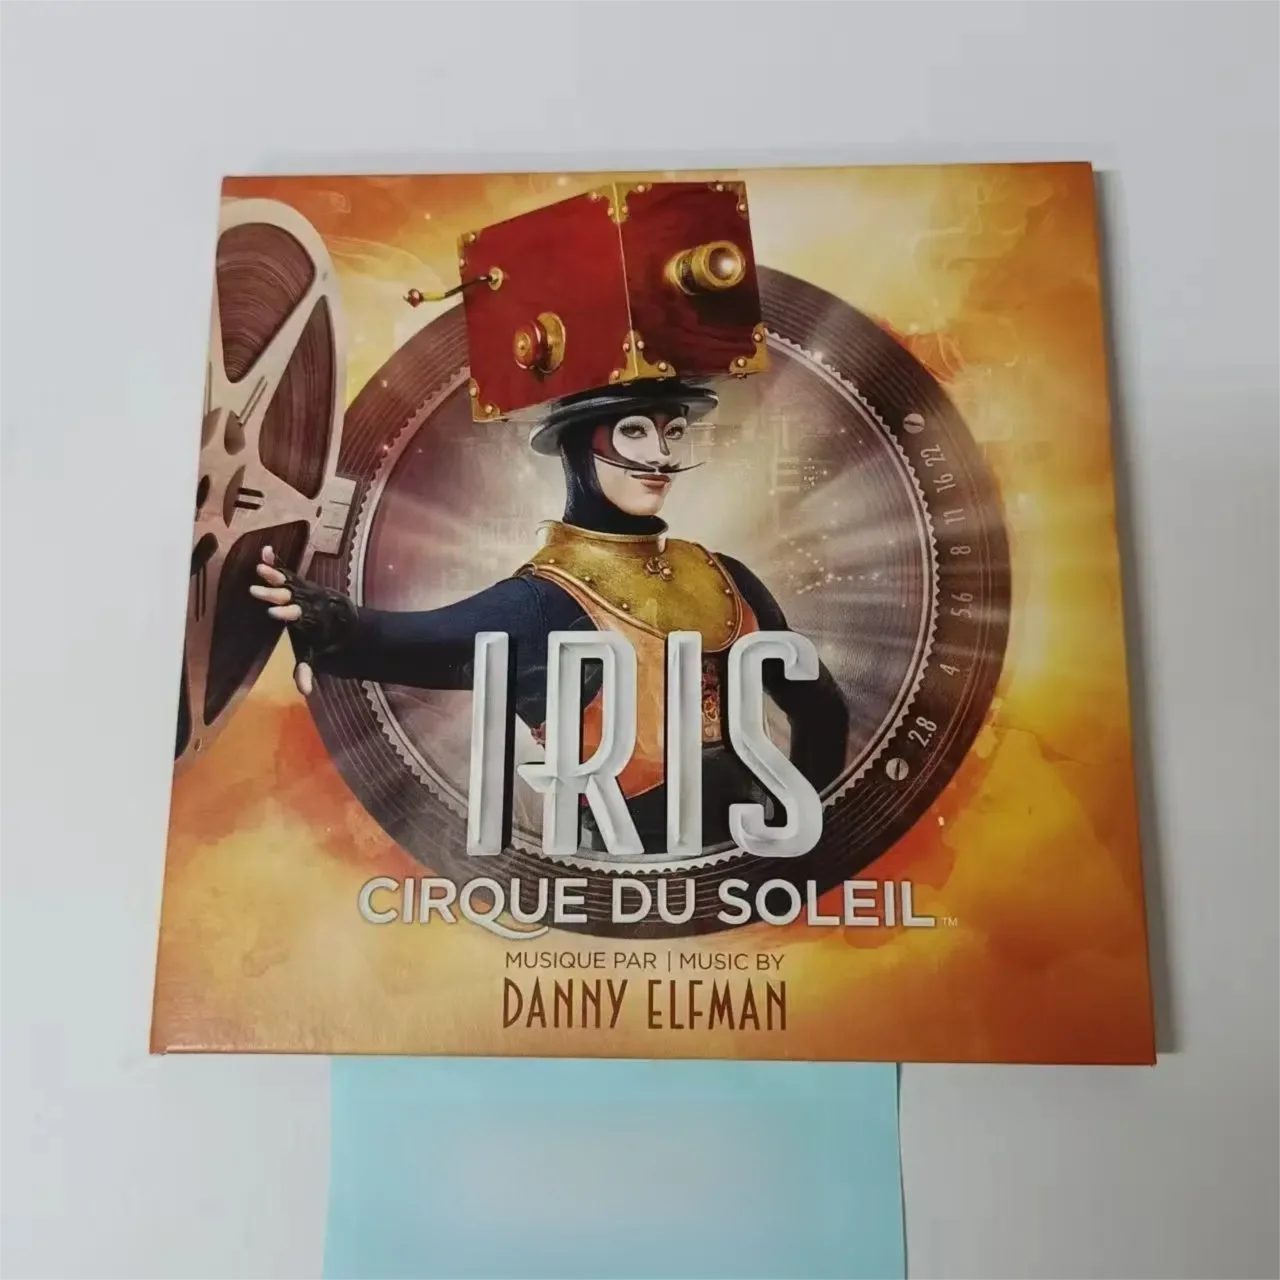 22
16
11
8
5.6
4
2.8
IRIS
CIRQUE DU SOLEIL™
MUSIQUE PAR | MUSIC BY
DANNY ELFMAN